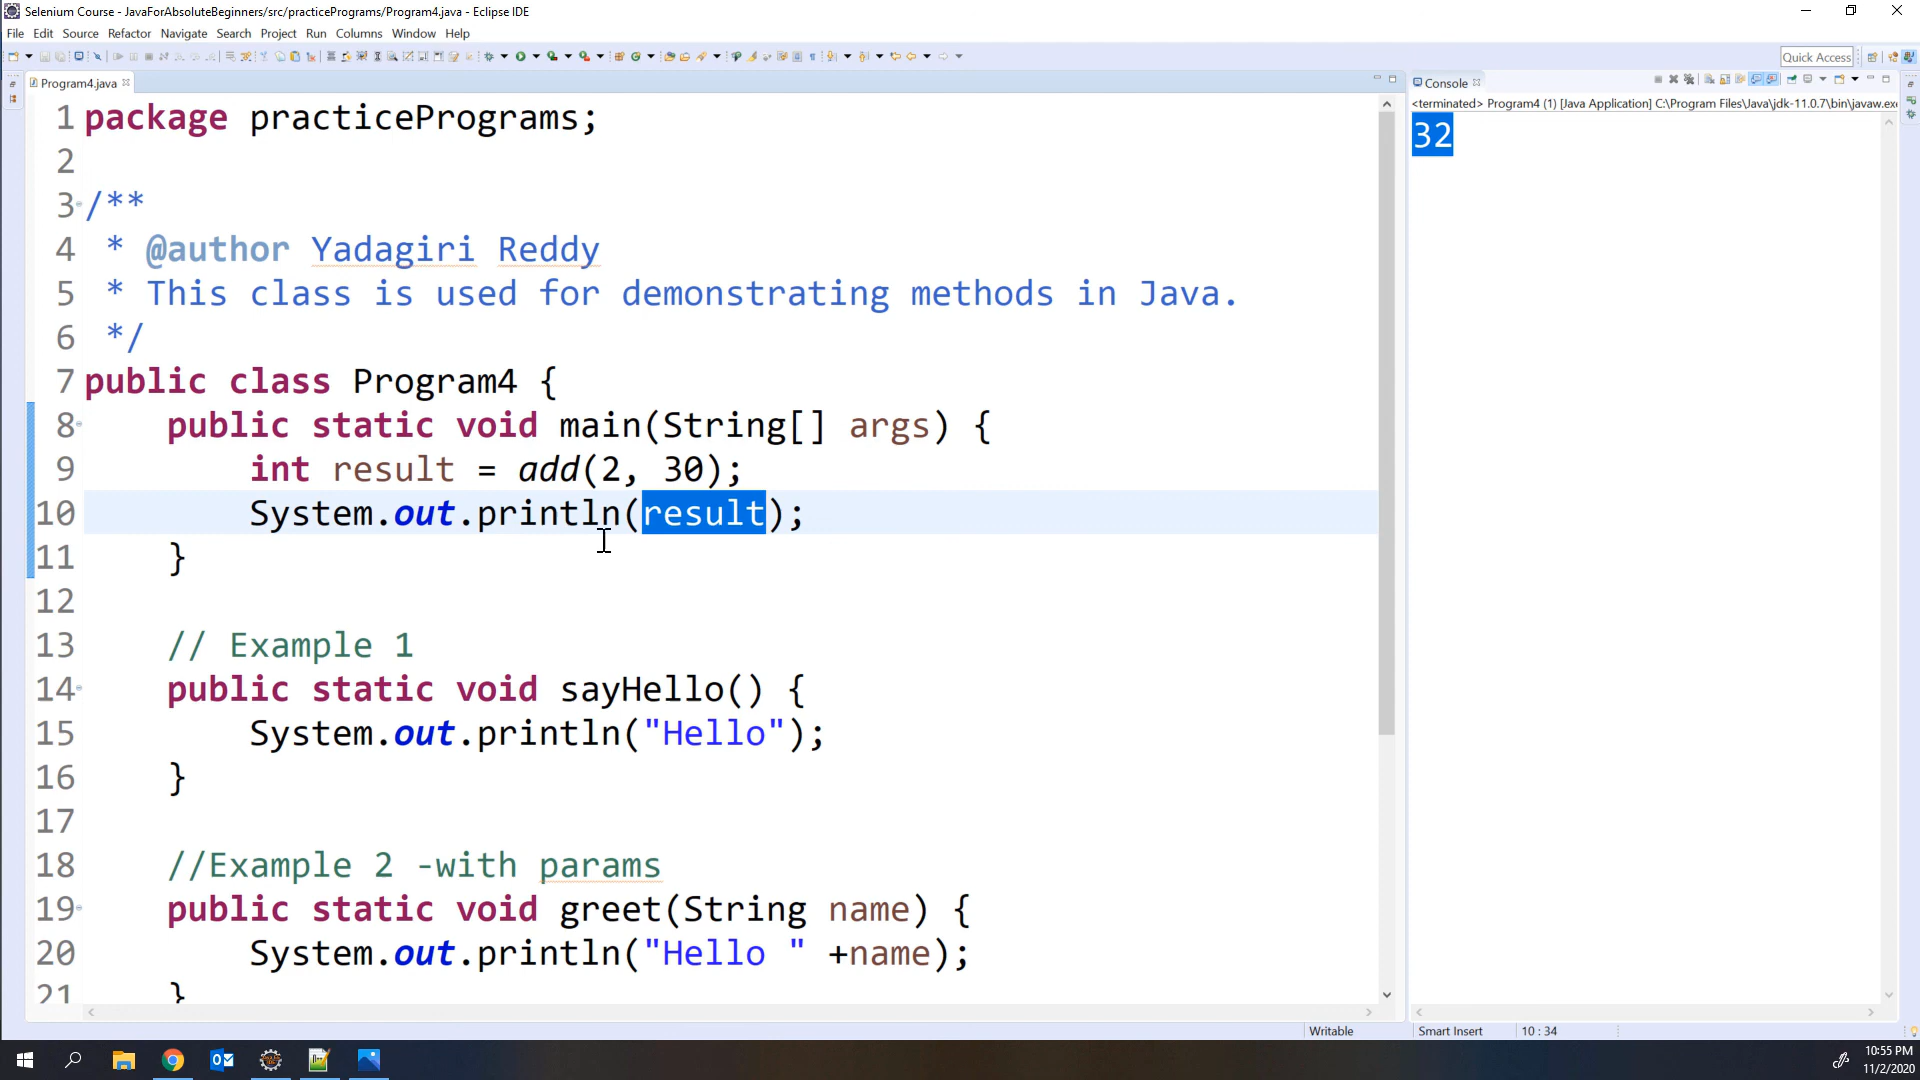 Selenium Course - JavaForAbsoluteBeginners/src/practicePrograms/Program4.java - Eclipse IDE
File Edit Source Refactor Navigate Search Project Run Columns Window Help
Quick Access
Program4.java
1 package practicePrograms;
2
3 /**
4 * @author Yadagiri Reddy
5 * This class is used for demonstrating methods in Java.
6 */
7 public class Program4 {
8 public static void main(String[] args) {
9 int result = add(2, 30);
10 System.out.println(result);
11 }
12
13 // Example 1
14 public static void sayHello() {
15 System.out.println("Hello");
16 }
17
18 //Example 2 -with params
19 public static void greet(String name) {
20 System.out.println("Hello " +name);
21 }
Console
<terminated> Program4 (1) [Java Application] C:\Program Files\Java\jdk-11.0.7\bin\javaw.exe
32
Writable Smart Insert 10 : 34
10:55 PM
11/2/2020